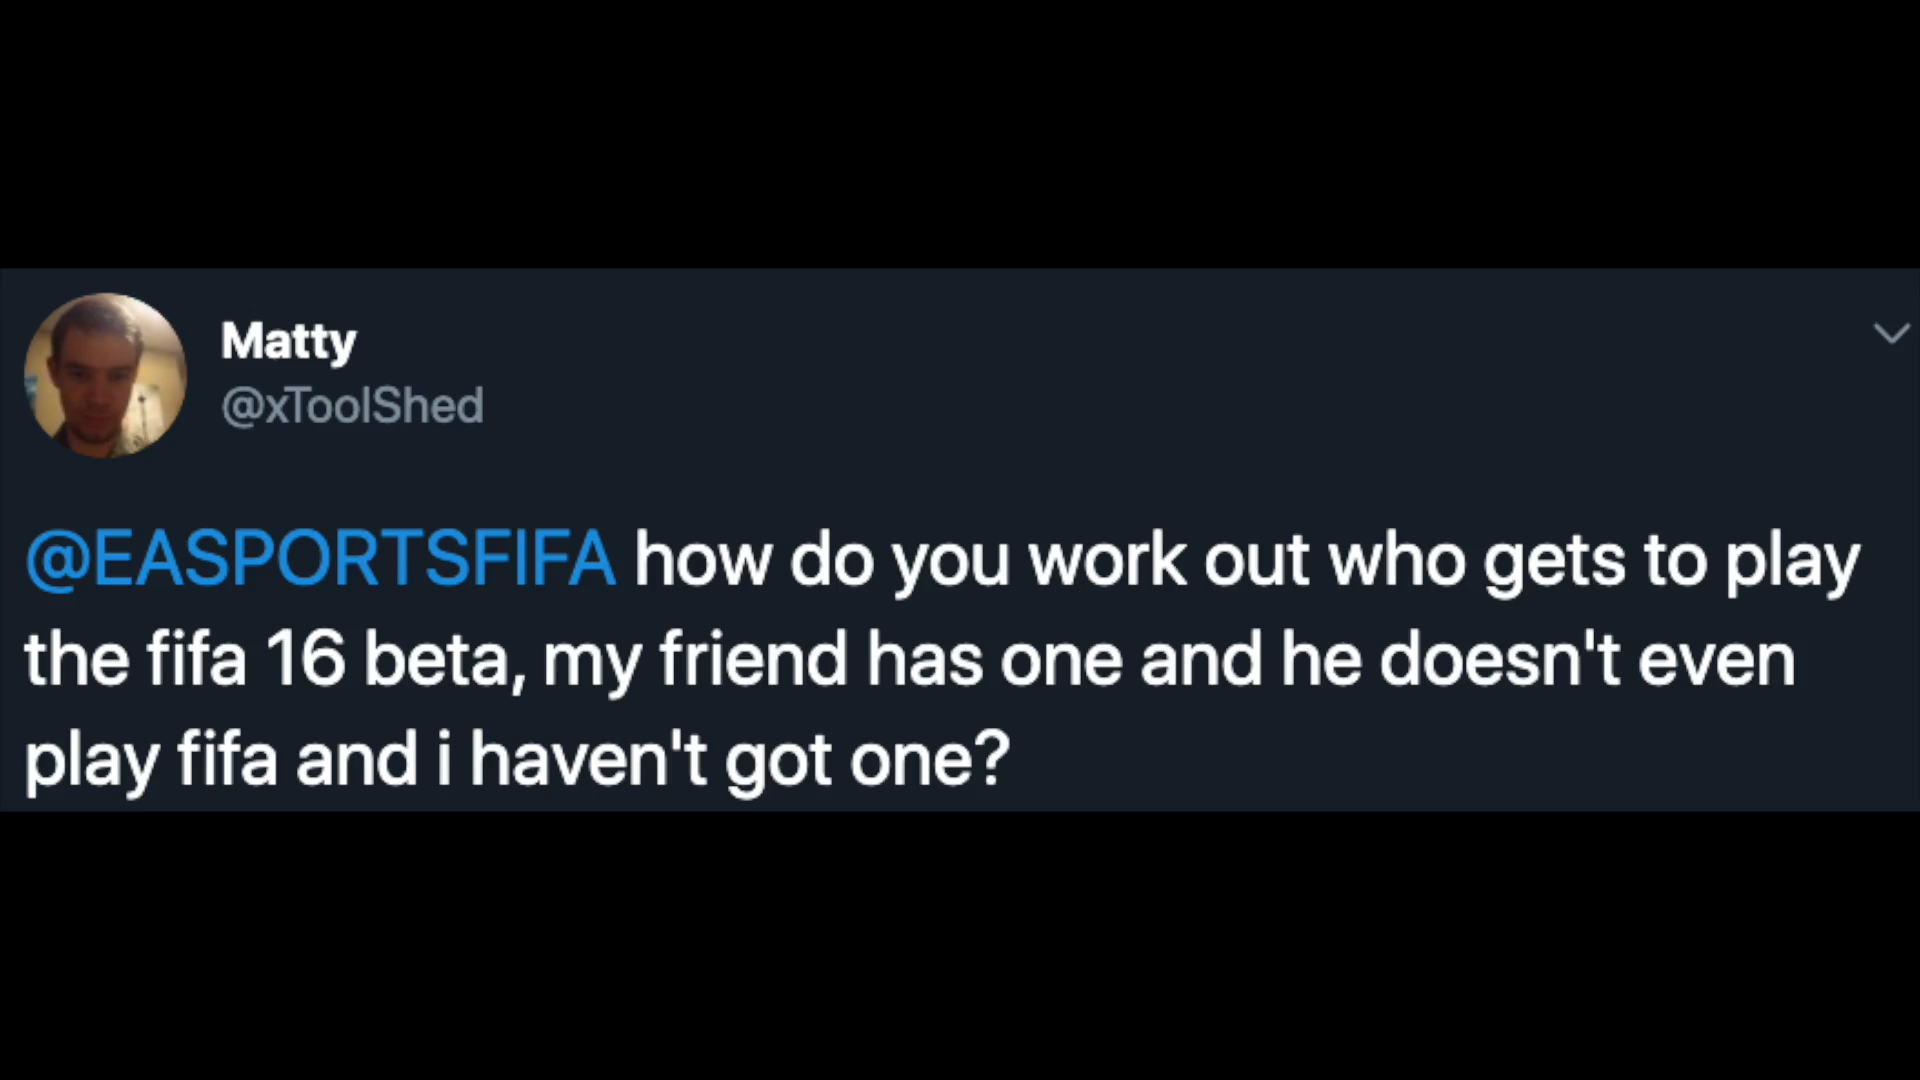 Matty
@xToolShed
@EASPORTSFIFA how do you work out who gets to play
the fifa 16 beta, my friend has one and he doesn't even
play fifa and i haven't got one?